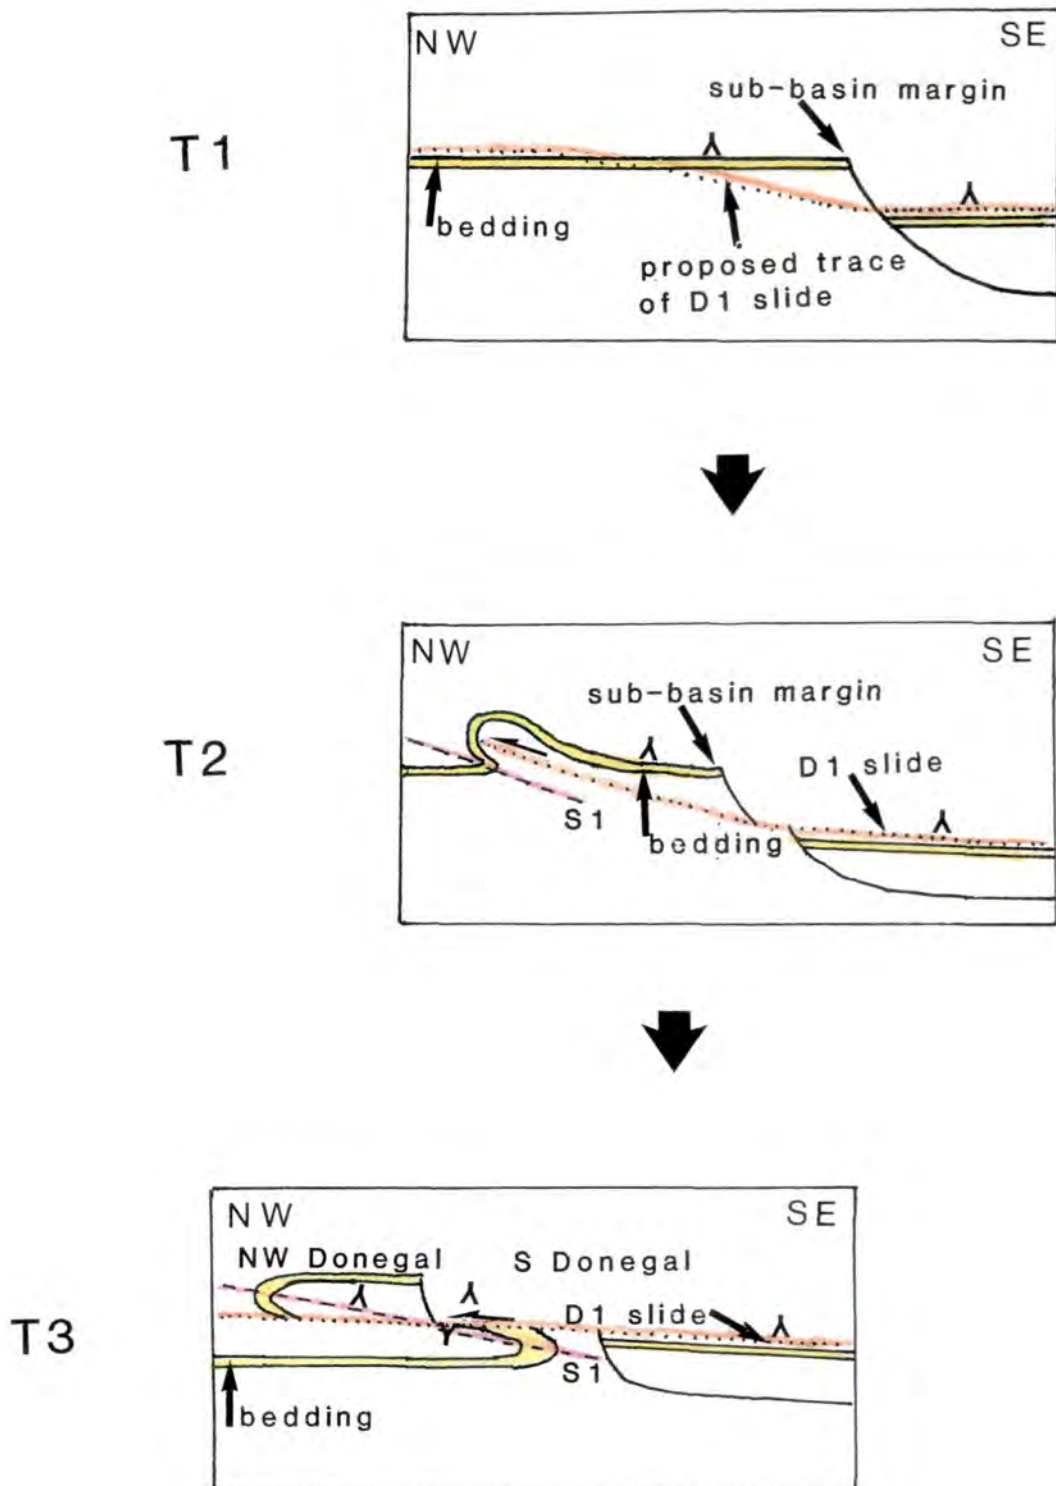 T1
NW SE
sub-basin margin
bedding
proposed trace
of D1 slide
T2
NW SE
sub-basin margin
D1 slide
S1
bedding
T3
NW SE
NW Donegal S Donegal
D1 slide
S1
bedding